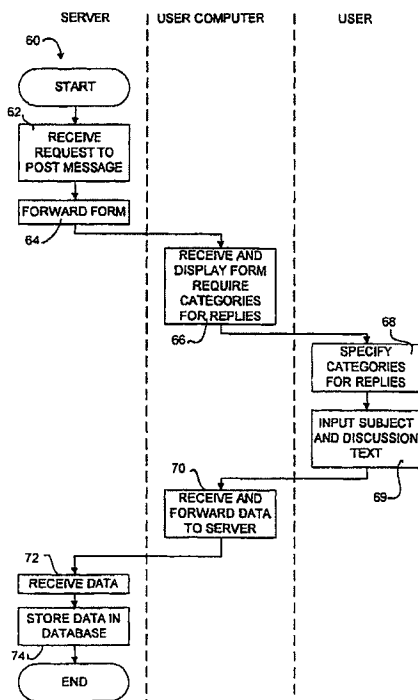 SERVER
USER COMPUTER
USER
60
START
62
RECEIVE
REQUEST TO
POST MESSAGE
FORWARD FORM
64
RECEIVE AND
DISPLAY FORM
REQUIRE
CATEGORIES
FOR REPLIES
66
68
SPECIFY
CATEGORIES
FOR REPLIES
INPUT SUBJECT
AND DISCUSSION
TEXT
69
70
RECEIVE AND
FORWARD DATA
TO SERVER
72
RECEIVE DATA
STORE DATA IN
DATABASE
74
END